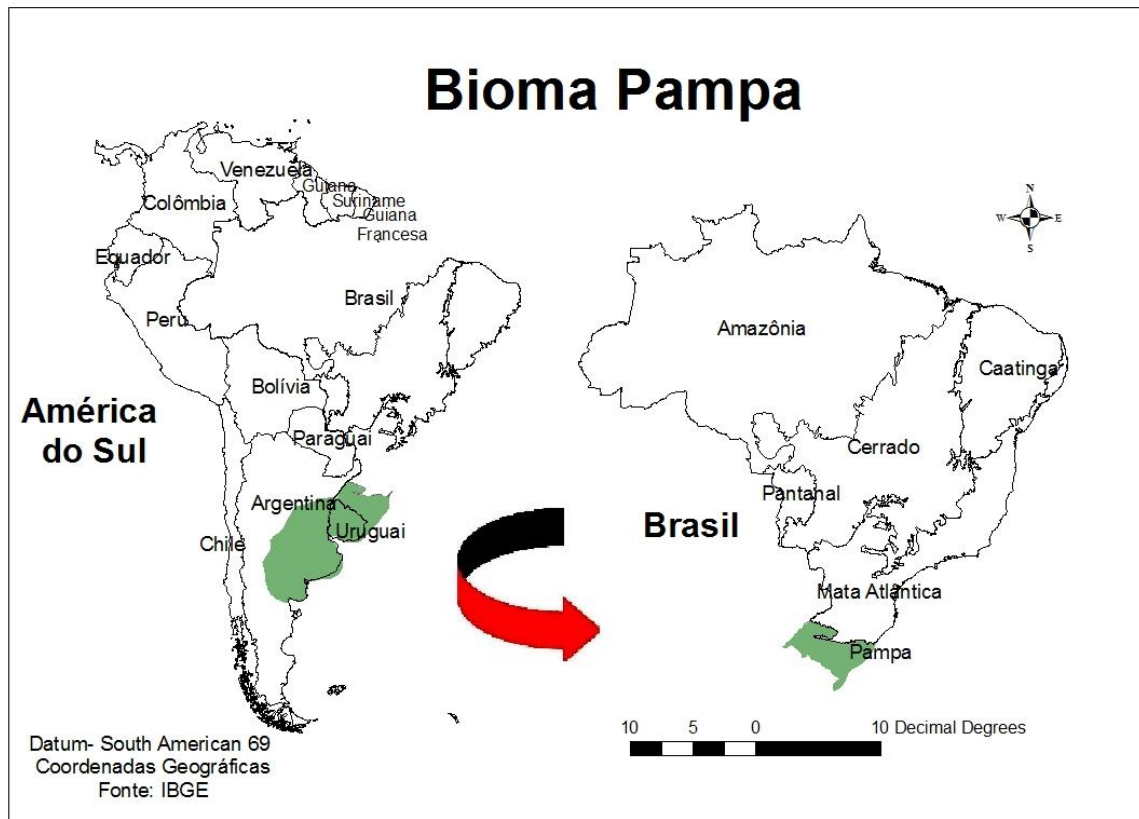 Bioma Pampa
Venezuela
Guiana
Suriname
Guiana
Francesa
Colômbia
Equador
Peru
Brasil
Bolívia
Paraguai
Argentina
Uruguai
Chile
América
do Sul
N
W
E
S
Amazônia
Caatinga
Cerrado
Pantanal
Brasil
Mata Atlântica
Pampa
10 5 0 10 Decimal Degrees
Datum- South American 69
Coordenadas Geográficas
Fonte: IBGE